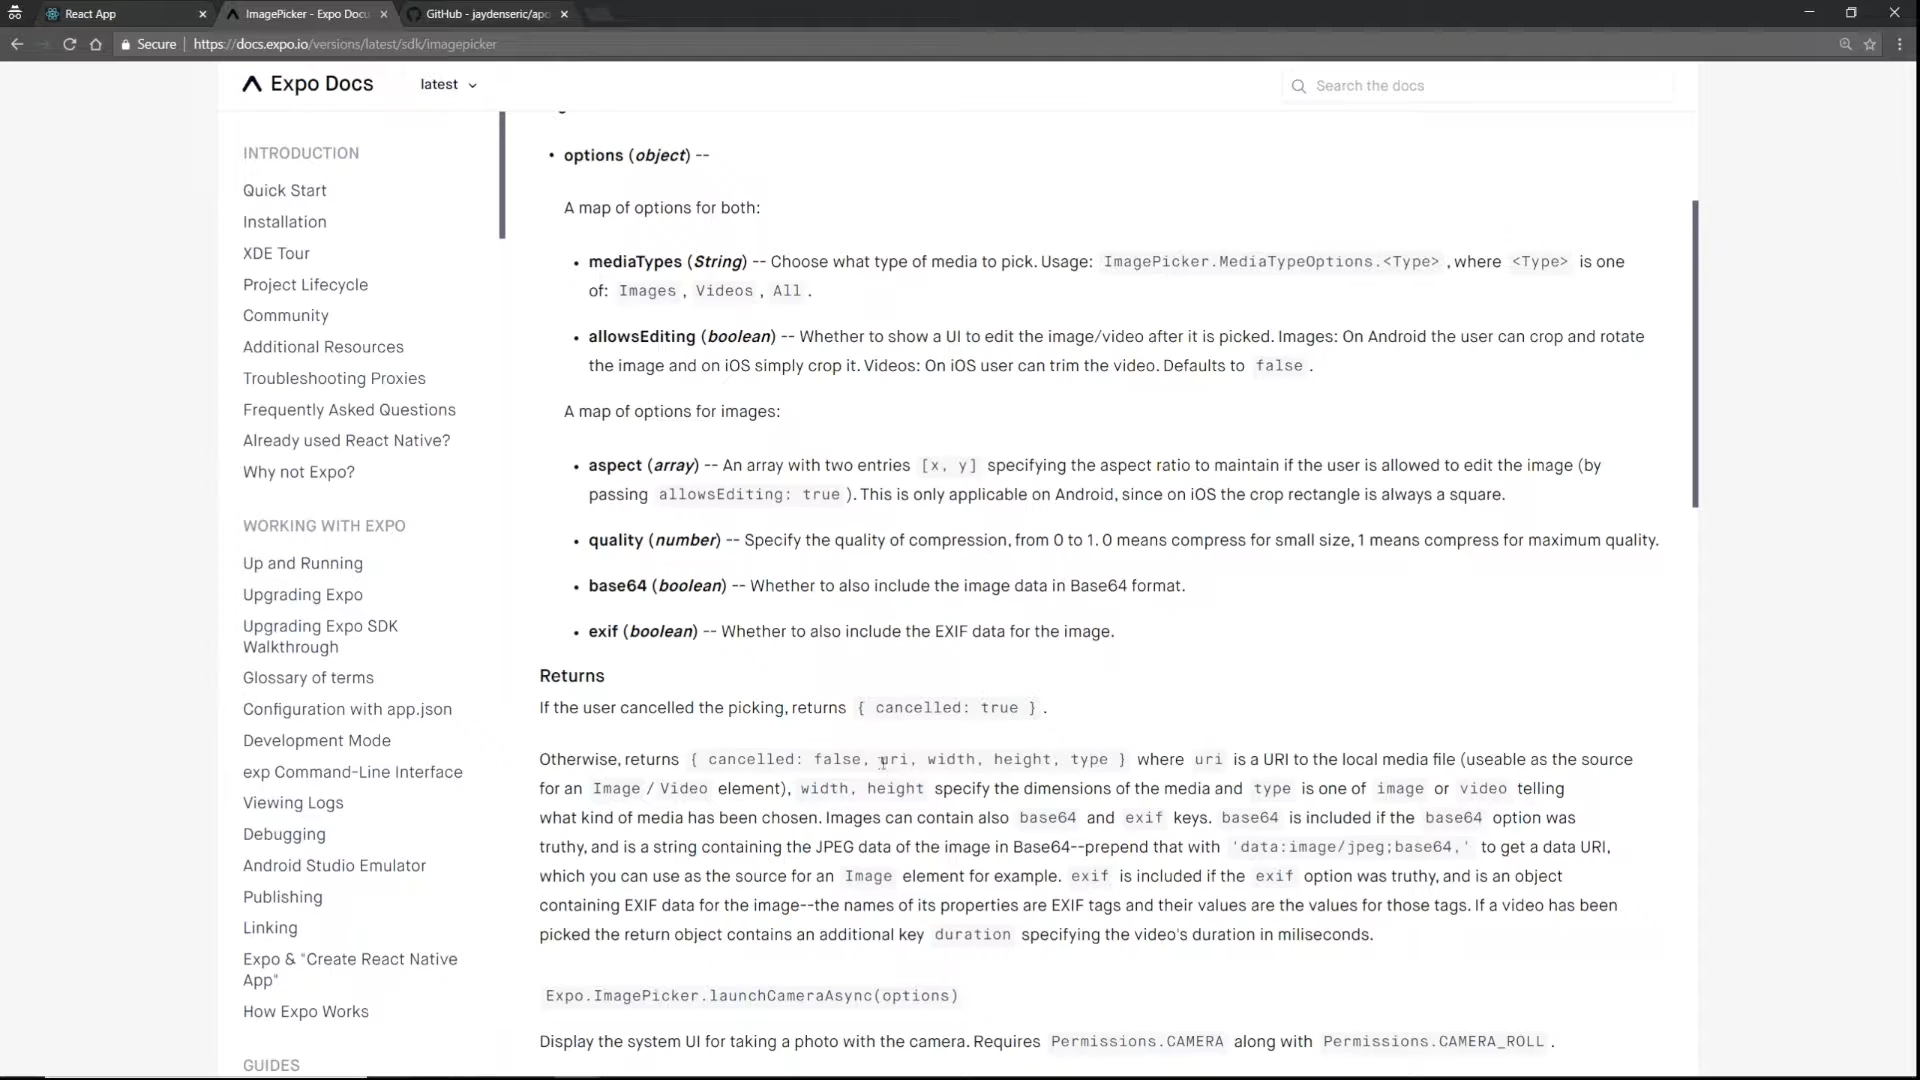 React App
ImagePicker - Expo Docu
GitHub - jaydenseric/apo
Secure
https://docs.expo.io/versions/latest/sdk/imagepicker
Expo Docs
latest
Search the docs
INTRODUCTION
Quick Start
Installation
XDE Tour
Project Lifecycle
Community
Additional Resources
Troubleshooting Proxies
Frequently Asked Questions
Already used React Native?
Why not Expo?
WORKING WITH EXPO
Up and Running
Upgrading Expo
Upgrading Expo SDK
Walkthrough
Glossary of terms
Configuration with app.json
Development Mode
exp Command-Line Interface
Viewing Logs
Debugging
Android Studio Emulator
Publishing
Linking
Expo & "Create React Native
App"
How Expo Works
GUIDES
• options (object) --
A map of options for both:
• mediaTypes (String) -- Choose what type of media to pick. Usage: ImagePicker.MediaTypeOptions.<Type> , where <Type> is one
of: Images , Videos , All .
• allowsEditing (boolean) -- Whether to show a UI to edit the image/video after it is picked. Images: On Android the user can crop and rotate
the image and on iOS simply crop it. Videos: On iOS user can trim the video. Defaults to false .
A map of options for images:
• aspect (array) -- An array with two entries [x, y] specifying the aspect ratio to maintain if the user is allowed to edit the image (by
passing allowsEditing: true ). This is only applicable on Android, since on iOS the crop rectangle is always a square.
• quality (number) -- Specify the quality of compression, from 0 to 1. 0 means compress for small size, 1 means compress for maximum quality.
• base64 (boolean) -- Whether to also include the image data in Base64 format.
• exif (boolean) -- Whether to also include the EXIF data for the image.
Returns
If the user cancelled the picking, returns { cancelled: true } .
Otherwise, returns { cancelled: false, uri, width, height, type } where uri is a URI to the local media file (useable as the source
for an Image / Video element), width, height specify the dimensions of the media and type is one of image or video telling
what kind of media has been chosen. Images can contain also base64 and exif keys. base64 is included if the base64 option was
truthy, and is a string containing the JPEG data of the image in Base64--prepend that with 'data:image/jpeg;base64,' to get a data URI,
which you can use as the source for an Image element for example. exif is included if the exif option was truthy, and is an object
containing EXIF data for the image--the names of its properties are EXIF tags and their values are the values for those tags. If a video has been
picked the return object contains an additional key duration specifying the video's duration in miliseconds.
Expo.ImagePicker.launchCameraAsync(options)
Display the system UI for taking a photo with the camera. Requires Permissions.CAMERA along with Permissions.CAMERA_ROLL .